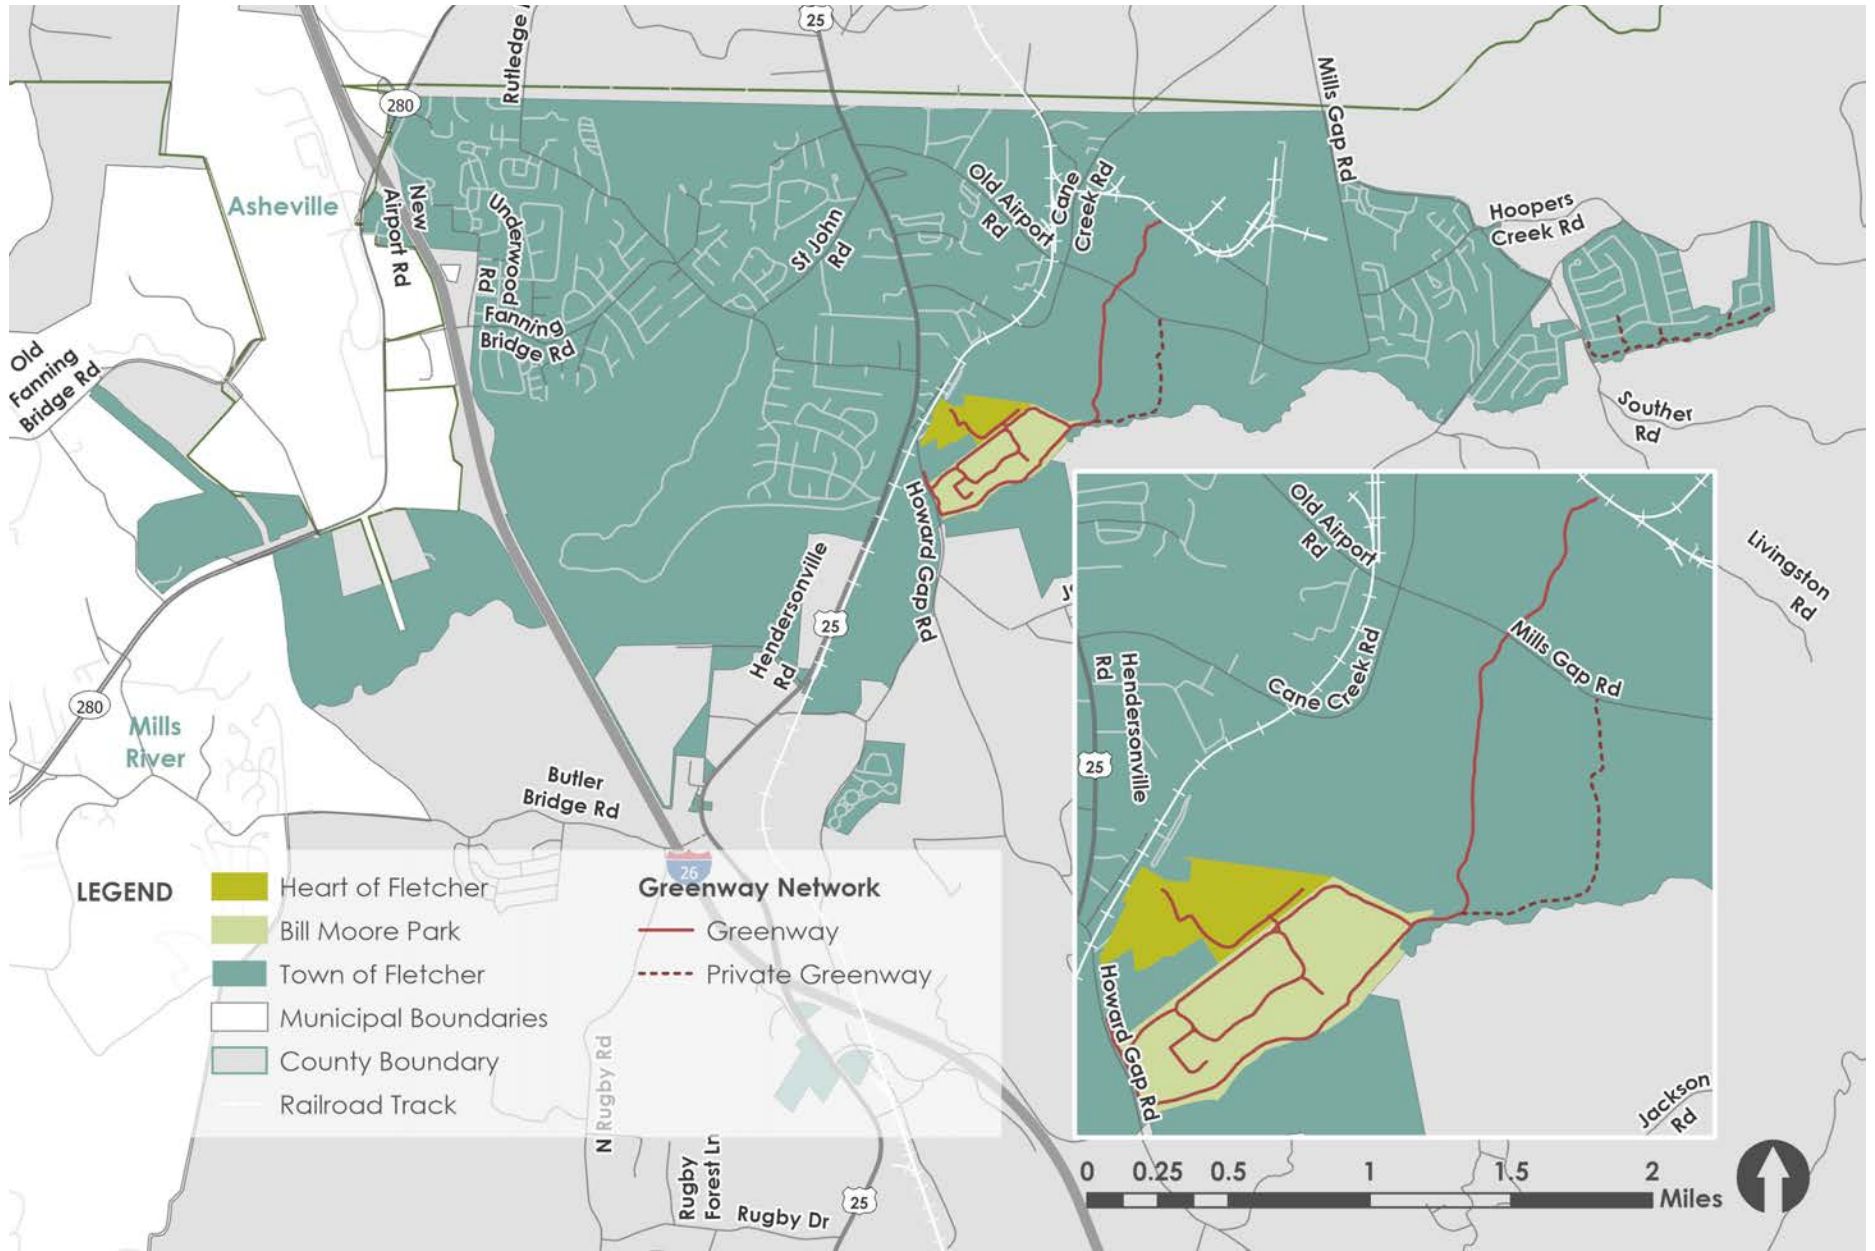 25
Rutledge
280
Mills Gap Rd
Asheville
New
Airport Rd
Underwood
Rd
Old Airport
Rd
Cane
Creek Rd
St John
Rd
Hoopers
Creek Rd
Fanning
Bridge Rd
Old
Fanning
Bridge Rd
Souther
Rd
Howard Gap Rd
Hendersonville
Rd
25
Old Airport
Rd
Livingston
Rd
Mills Gap Rd
Hendersonville
Rd
Cane Creek Rd
25
280
Mills
River
Butler
Bridge Rd
26
Howard Gap Rd
Jackson
Rd
LEGEND
Heart of Fletcher
Bill Moore Park
Town of Fletcher
Municipal Boundaries
County Boundary
Railroad Track
Greenway Network
Greenway
Private Greenway
N Rugby Rd
Rugby
Forest Ln
Rugby Dr
25
0 0.25 0.5 1 1.5 2
Miles